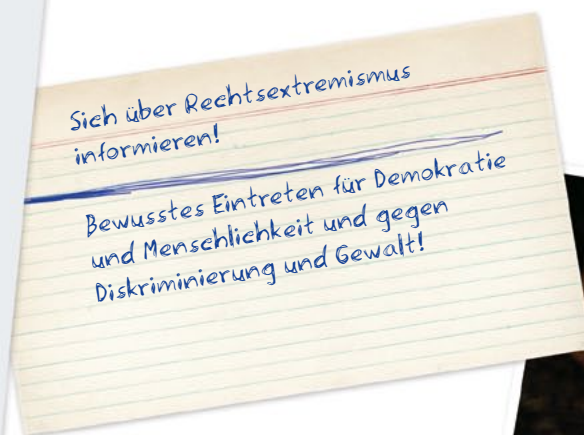 Sich über Rechtsextremismus
informieren!
Bewusstes Eintreten für Demokratie
und Menschlichkeit und gegen
Diskriminierung und Gewalt!